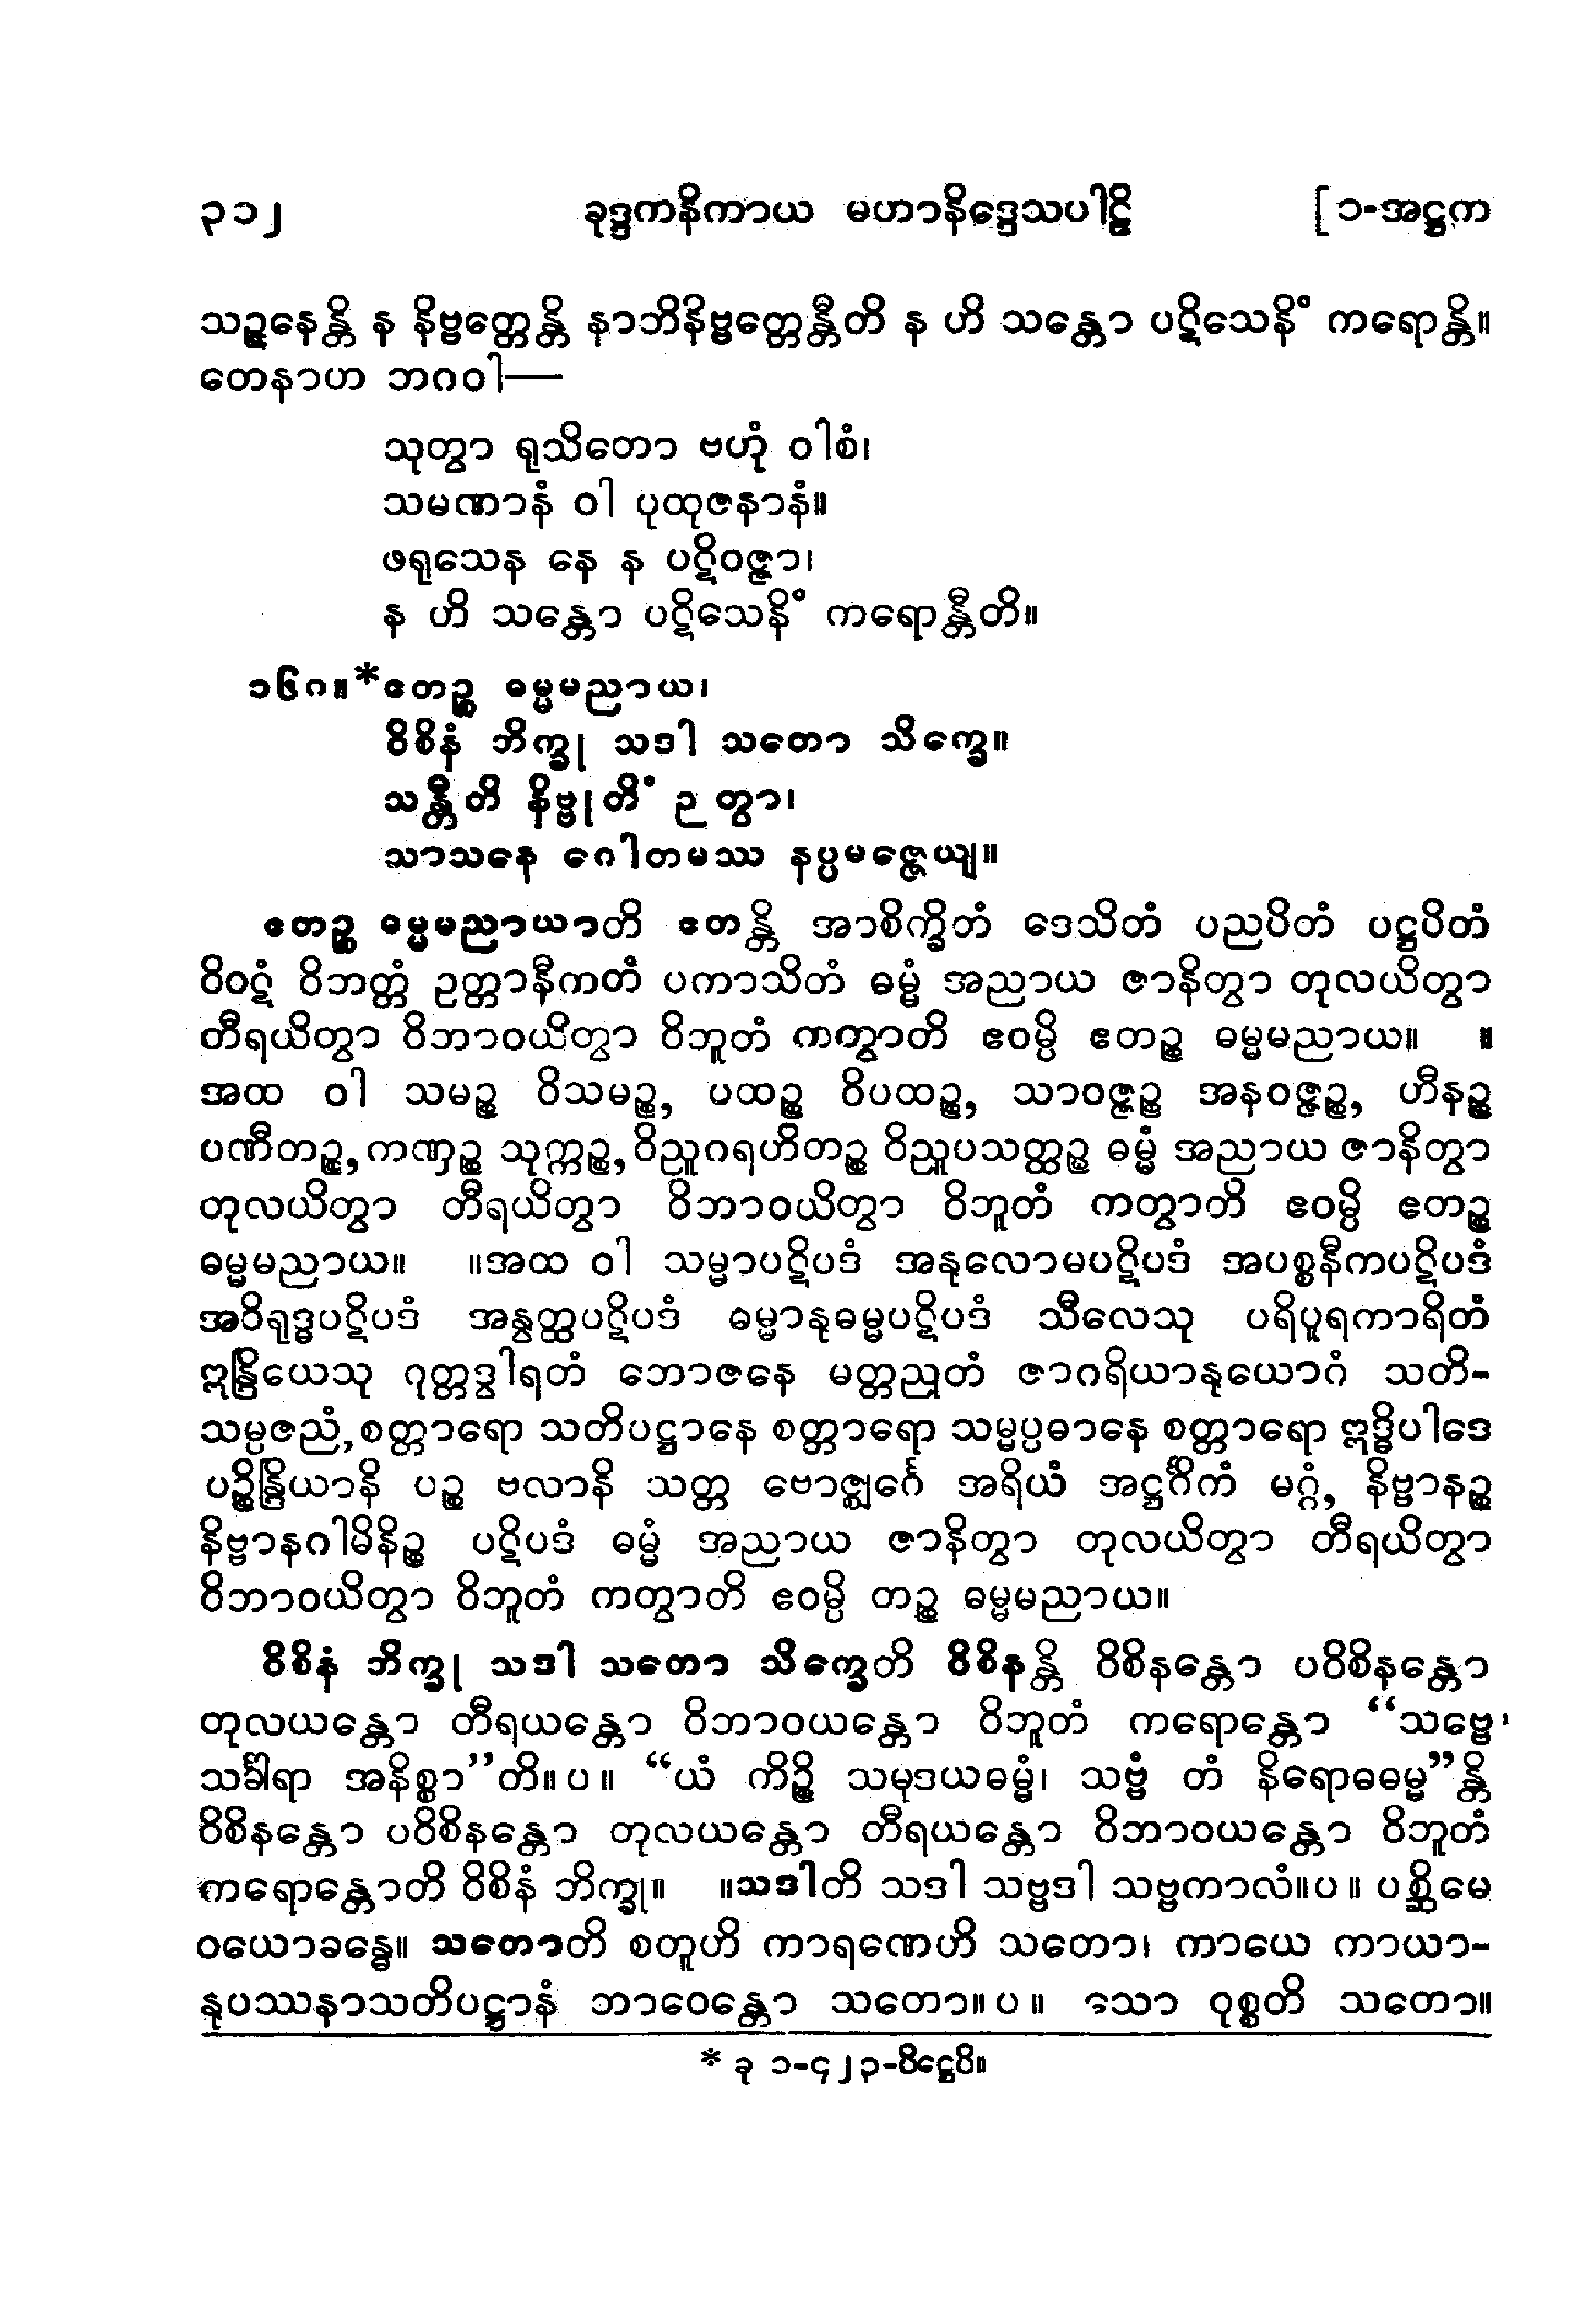 ၃၁၂ ခုဒ္ဒကနိကာယ မဟာနိဒ္ဒေသပါဠိ [၁-အဋ္ဌက
သဉ္ဇနေန္တိ န နိဗ္ဗတ္တေန္တိ နာဘိနိဗ္ဗတ္တေန္တီတိ န ဟိ သန္တော ပဋိသေနိံ ကရောန္တိ။
တေနာဟ ဘဂဝါ—
သုတွာ ရုသိတော ဗဟုံ ဝါစံ၊
သမဏာနံ ဝါ ပုထုဇနာနံ။
ဖရုသေန နေ န ပဋိဝဇ္ဇာ၊
န ဟိ သန္တော ပဋိသေနိံ ကရောန္တီတိ။
၁၆ဂ။*ဧတဉ္စ ဓမ္မမညာယ၊
ဝိစိနံ ဘိက္ခု သဒါ သတော သိက္ခေ။
သန္တီတိ နိဗ္ဗုတိံ ဉတွာ၊
သာသနေ ဂေါတမဿ နပ္ပမဇ္ဇေယျ။
ဧတဉ္စ ဓမ္မမညာယာတိ ဧတန္တိ အာစိက္ခိတံ ဒေသိတံ ပညပိတံ ပဋ္ဌပိတံ
ဝိဝဋံ ဝိဘတ္တံ ဥတ္တာနီကတံ ပကာသိတံ ဓမ္မံ အညာယ ဇာနိတွာ တုလယိတွာ
တီရယိတွာ ဝိဘာဝယိတွာ ဝိဘူတံ ကတွာတိ ဧဝမ္ပိ ဧတဉ္စ ဓမ္မမညာယ။ ။
အထ ဝါ သမဉ္စ ဝိသမဉ္စ, ပထဉ္စ ဝိပထဉ္စ, သာဝဇ္ဇဉ္စ အနဝဇ္ဇဉ္စ, ဟီနဉ္စ
ပဏီတဉ္စ, ကဏှဉ္စ သုက္ကဉ္စ, ဝိညူဂရဟိတဉ္စ ဝိညူပသတ္ထဉ္စ ဓမ္မံ အညာယ ဇာနိတွာ
တုလယိတွာ တီရယိတွာ ဝိဘာဝယိတွာ ဝိဘူတံ ကတွာတိ ဧဝမ္ပိ ဧတဉ္စ
ဓမ္မမညာယ။ ။အထ ဝါ သမ္မာပဋိပဒံ အနုလောမပဋိပဒံ အပစ္စနီကပဋိပဒံ
အဝိရုဒ္ဓပဋိပဒံ အနွတ္ထပဋိပဒံ ဓမ္မာနုဓမ္မပဋိပဒံ သီလေသု ပရိပူရကာရိတံ
ဣန္ဒြိယေသု ဂုတ္တဒွါရတံ ဘောဇနေ မတ္တညုတံ ဇာဂရိယာနုယောဂံ သတိ-
သမ္ပဇညံ, စတ္တာရော သတိပဋ္ဌာနေ စတ္တာရော သမ္မပ္ပဓာနေ စတ္တာရော ဣဒ္ဓိပါဒေ
ပဉ္စိန္ဒြိယာနိ ပဉ္စ ဗလာနိ သတ္တ ဗောဇ္ဈင်္ဂေ အရိယံ အဋ္ဌင်္ဂိကံ မဂ္ဂံ, နိဗ္ဗာနဉ္စ
နိဗ္ဗာနဂါမိနိဉ္စ ပဋိပဒံ ဓမ္မံ အညာယ ဇာနိတွာ တုလယိတွာ တီရယိတွာ
ဝိဘာဝယိတွာ ဝိဘူတံ ကတွာတိ ဧဝမ္ပိ တဉ္စ ဓမ္မမညာယ။
ဝိစိနံ ဘိက္ခု သဒါ သတော သိက္ခေတိ ဝိစိနန္တိ ဝိစိနန္တော ပဝိစိနန္တော
တုလယန္တော တီရယန္တော ဝိဘာဝယန္တော ဝိဘူတံ ကရောန္တော “သဗ္ဗေ
သင်္ခါရာ အနိစ္စာ”တိ။ပ။ “ယံ ကိဉ္စိ သမုဒယဓမ္မံ၊ သဗ္ဗံ တံ နိရောဓဓမ္မ”န္တိ
ဝိစိနန္တော ပဝိစိနန္တော တုလယန္တော တီရယန္တော ဝိဘာဝယန္တော ဝိဘူတံ
ကရောန္တောတိ ဝိစိနံ ဘိက္ခု။ ။သဒါတိ သဒါ သဗ္ဗဒါ သဗ္ဗကာလံ။ပ။ ပစ္ဆိမေ
ဝယောခန္ဓေ။ သတောတိ စတူဟိ ကာရဏေဟိ သတော၊ ကာယေ ကာယာ-
နုပဿနာသတိပဋ္ဌာနံ ဘာဝေန္တော သတော။ပ။ သော ဝုစ္စတိ သတော။
* ခု ၁-၄၂၃-ပိဋ္ဌေပိ။